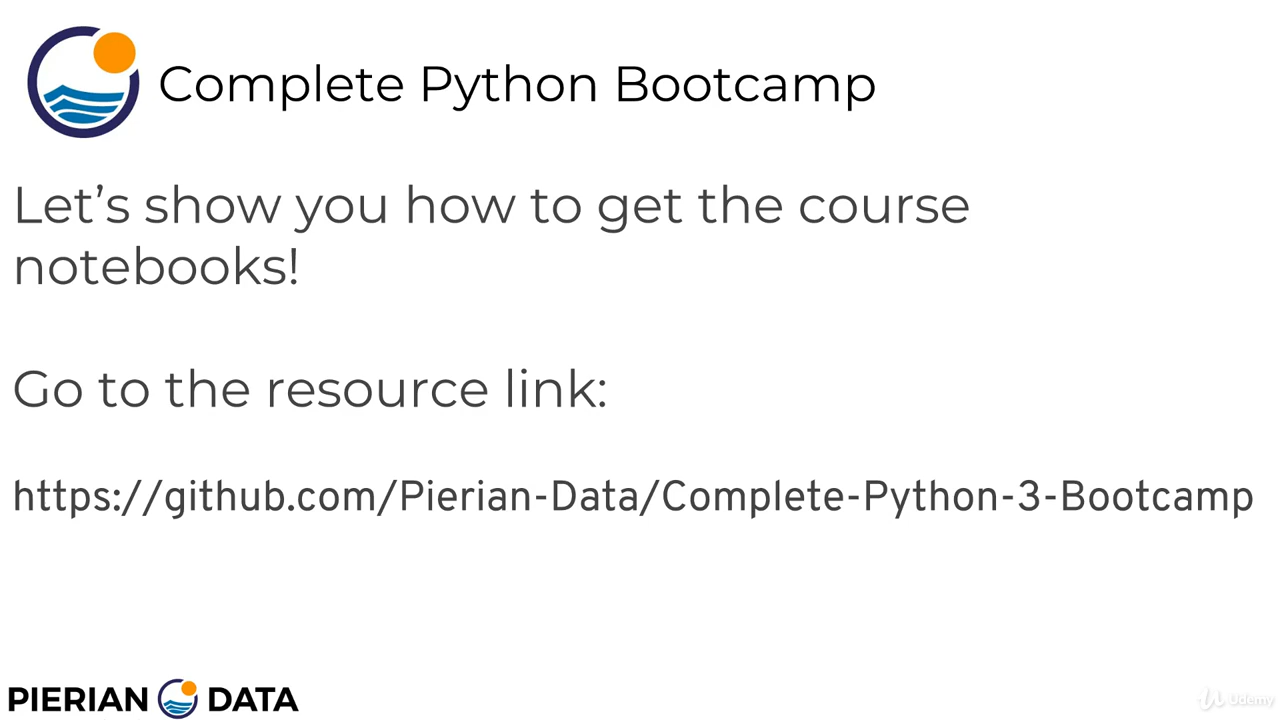 Complete Python Bootcamp
Let’s show you how to get the course
notebooks!
Go to the resource link:
https://github.com/Pierian-Data/Complete-Python-3-Bootcamp
PIERIAN DATA
Udemy